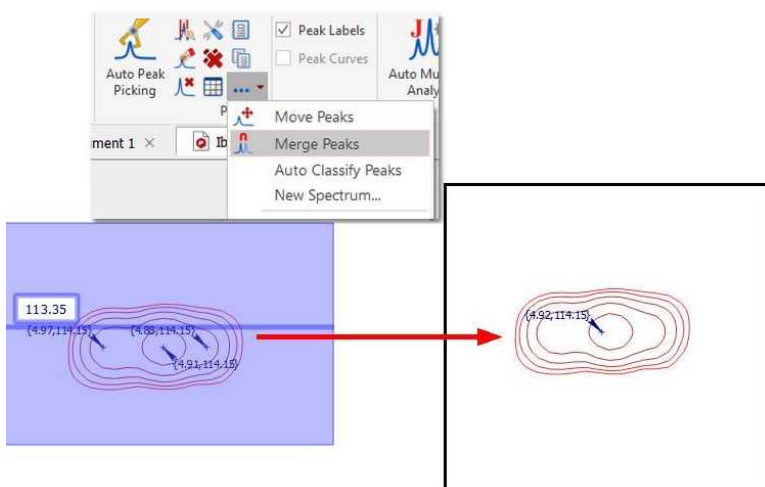 Peak Labels
Peak Curves
Auto Peak
Picking
Auto Mu
Analy
P
ment 1 ×
Ib
Move Peaks
Merge Peaks
Auto Classify Peaks
New Spectrum...
113.35
{4.97,114.15}
{4.88,114.15}
{4.91,114.15}
{4.92,114.15}